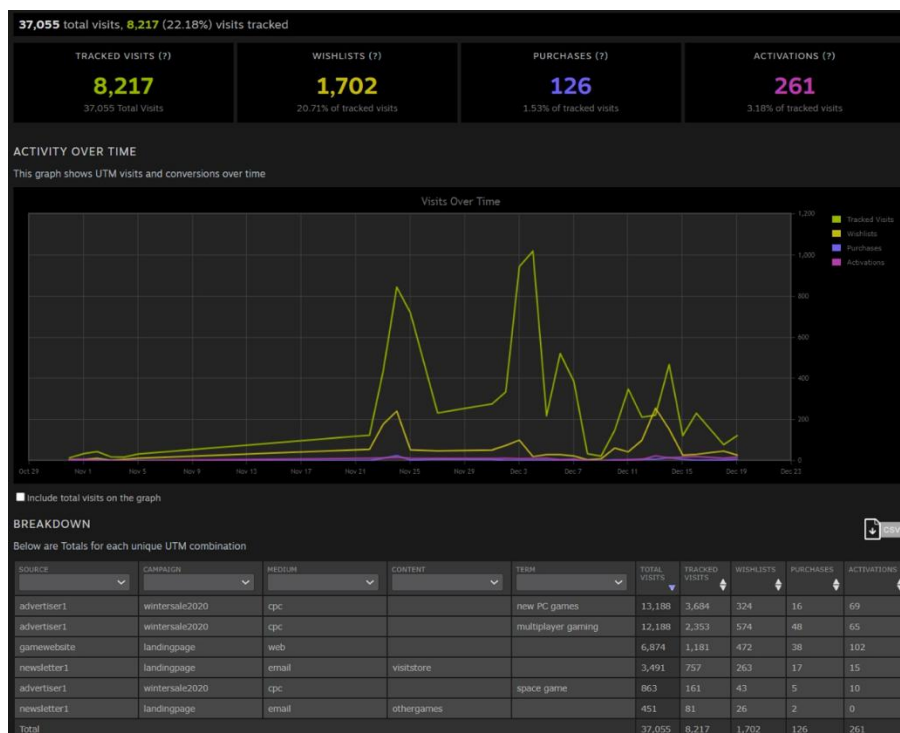 37,055 total visits, 8,217 (22.18%) visits tracked
TRACKED VISITS (?)
8,217
37,055 Total Visits
WISHLISTS (?)
1,702
20.71% of tracked visits
PURCHASES (?)
126
1.53% of tracked visits
ACTIVATIONS (?)
261
3.18% of tracked visits
ACTIVITY OVER TIME
This graph shows UTM visits and conversions over time
Visits Over Time
1,200
1,000
800
600
400
200
0
Tracked Visits
Wishlists
Purchases
Activations
Oct 29 Nov 1 Nov 5 Nov 9 Nov 13 Nov 17 Nov 21 Nov 25 Nov 29 Dec 3 Dec 7 Dec 11 Dec 15 Dec 19 Dec 23
Include total visits on the graph
BREAKDOWN
CSV
Below are Totals for each unique UTM combination
SOURCE CAMPAIGN MEDIUM CONTENT TERM TOTAL VISITS TRACKED VISITS WISHLISTS PURCHASES ACTIVATIONS
advertiser1 wintersale2020 cpc new PC games 13,188 3,684 324 16 69
advertiser1 wintersale2020 cpc multiplayer gaming 12,188 2,353 574 48 65
gamewebsite landingpage web 6,874 1,181 472 38 102
newsletter1 landingpage email visitstore 3,491 757 263 17 15
advertiser1 wintersale2020 cpc space game 863 161 43 5 10
newsletter1 landingpage email othergames 451 81 26 2 0
Total 37,055 8,217 1,702 126 261